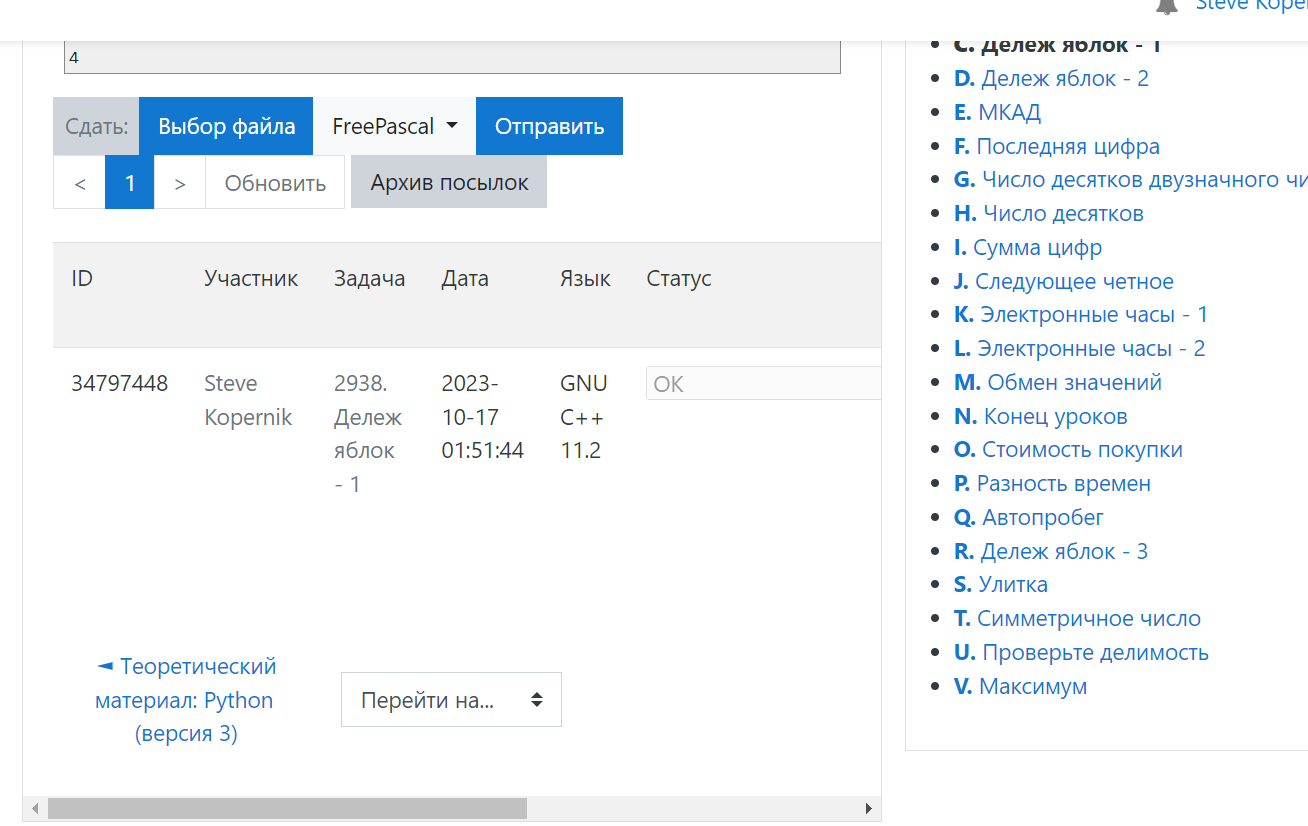 Steve Koper
4
Сдать: Выбор файла FreePascal Отправить
< 1 > Обновить Архив посылок
ID Участник Задача Дата Язык Статус
34797448 Steve Kopernik 2938. Дележ яблок - 1 2023-10-17 01:51:44 GNU C++ 11.2 OK
◄ Теоретический
материал: Python
(версия 3)
Перейти на...
C. Дележ яблок - 1
D. Дележ яблок - 2
E. МКАД
F. Последняя цифра
G. Число десятков двузначного чи
H. Число десятков
I. Сумма цифр
J. Следующее четное
K. Электронные часы - 1
L. Электронные часы - 2
M. Обмен значений
N. Конец уроков
O. Стоимость покупки
P. Разность времен
Q. Автопробег
R. Дележ яблок - 3
S. Улитка
T. Симметричное число
U. Проверьте делимость
V. Максимум